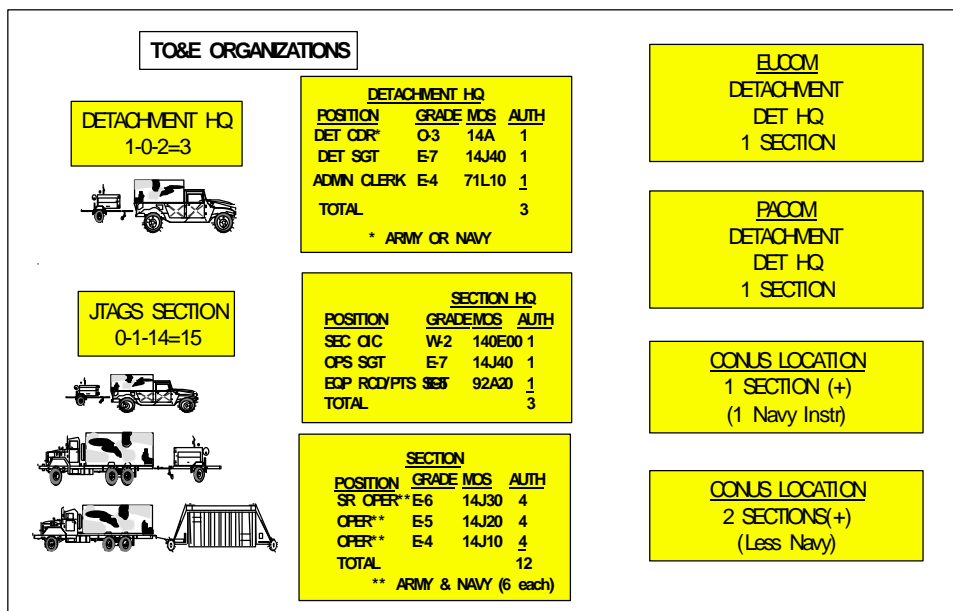 TO&E ORGANIZATIONS
DETACHMENT HQ
1-0-2=3
DETACHMENT HQ
POSITION GRADE MOS AUTH
DET CDR* O-3 14A 1
DET SGT E-7 14J40 1
ADMIN CLERK E-4 71L10 1
TOTAL 3
* ARMY OR NAVY
JTAGS SECTION
0-1-14=15
SECTION HQ
POSITION GRADE MOS AUTH
SEC OIC W-2 140E00 1
OPS SGT E-7 14J40 1
EQP RCD/PTS 92A20 1
TOTAL 3
SECTION
POSITION GRADE MOS AUTH
SR OPER** E-6 14J30 4
OPER** E-5 14J20 4
OPER** E-4 14J10 4
TOTAL 12
** ARMY & NAVY (6 each)
EUCOM
DETACHMENT
DET HQ
1 SECTION
PACOM
DETACHMENT
DET HQ
1 SECTION
CONUS LOCATION
1 SECTION (+)
(1 Navy Instr)
CONUS LOCATION
2 SECTIONS(+)
(Less Navy)